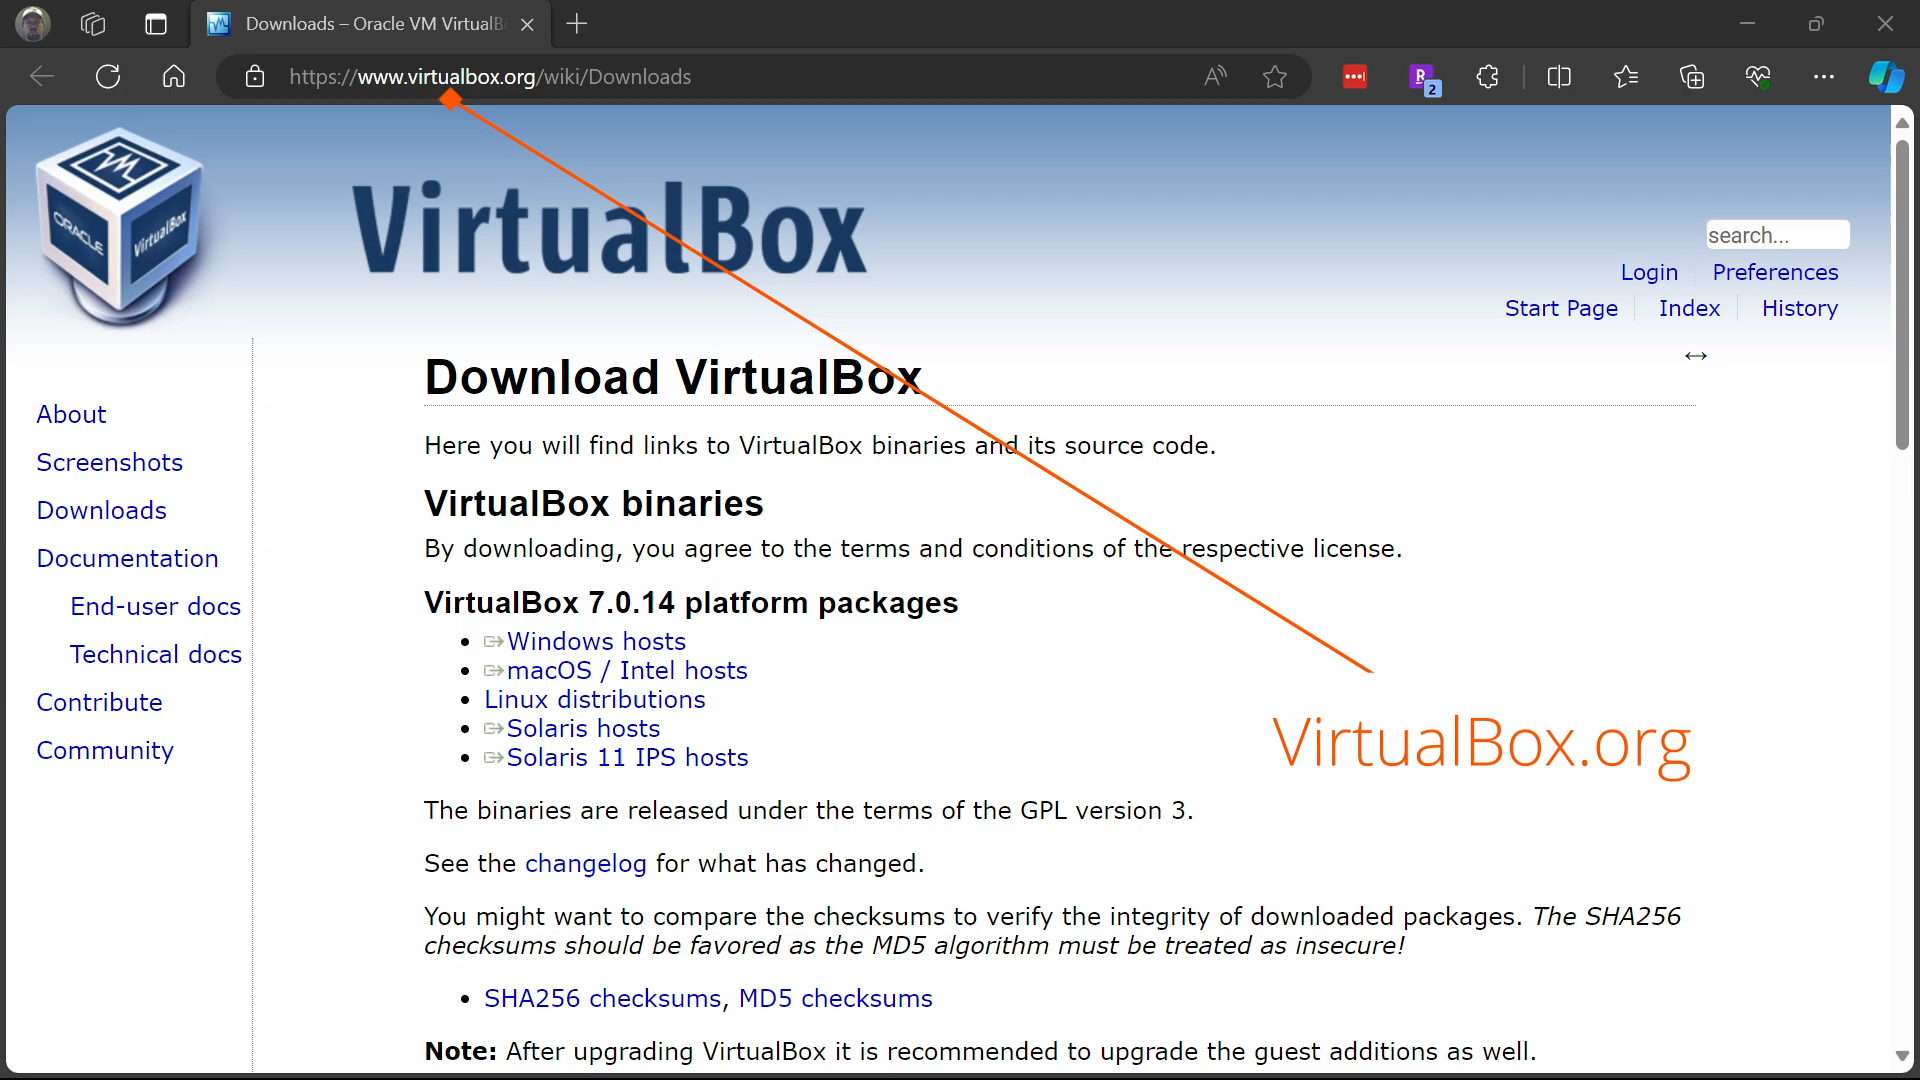 Downloads – Oracle VM VirtualB
https://www.virtualbox.org/wiki/Downloads
2
ORACLE
VirtualBox
VirtualBox
search...
Login Preferences
Start Page Index History
Download VirtualBox
About
Screenshots
Downloads
Documentation
End-user docs
Technical docs
Contribute
Community
Here you will find links to VirtualBox binaries and its source code.
VirtualBox binaries
By downloading, you agree to the terms and conditions of the respective license.
VirtualBox 7.0.14 platform packages
Windows hosts
macOS / Intel hosts
Linux distributions
Solaris hosts
Solaris 11 IPS hosts
VirtualBox.org
The binaries are released under the terms of the GPL version 3.
See the changelog for what has changed.
You might want to compare the checksums to verify the integrity of downloaded packages. The SHA256
checksums should be favored as the MD5 algorithm must be treated as insecure!
SHA256 checksums, MD5 checksums
Note: After upgrading VirtualBox it is recommended to upgrade the guest additions as well.